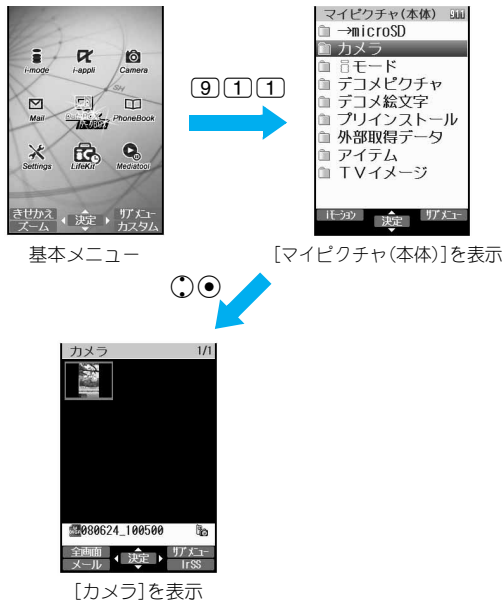 i-mode
i-appli
Camera
SH
Mail
PhoneBook
Settings
LifeKit
Mediatool
きせかえ
ズーム
決定
サブメニュー
カスタム
基本メニュー
9 1 1
マイピクチャ(本体) 911
→microSD
カメラ
iモード
デコメピクチャ
デコメ絵文字
プリインストール
外部取得データ
アイテム
TVイメージ
iモーション
決定
サブメニュー
[マイピクチャ(本体)]を表示
カメラ 1/1
080624_100500
全画面
メール
決定
サブメニュー
IrSS
[カメラ]を表示